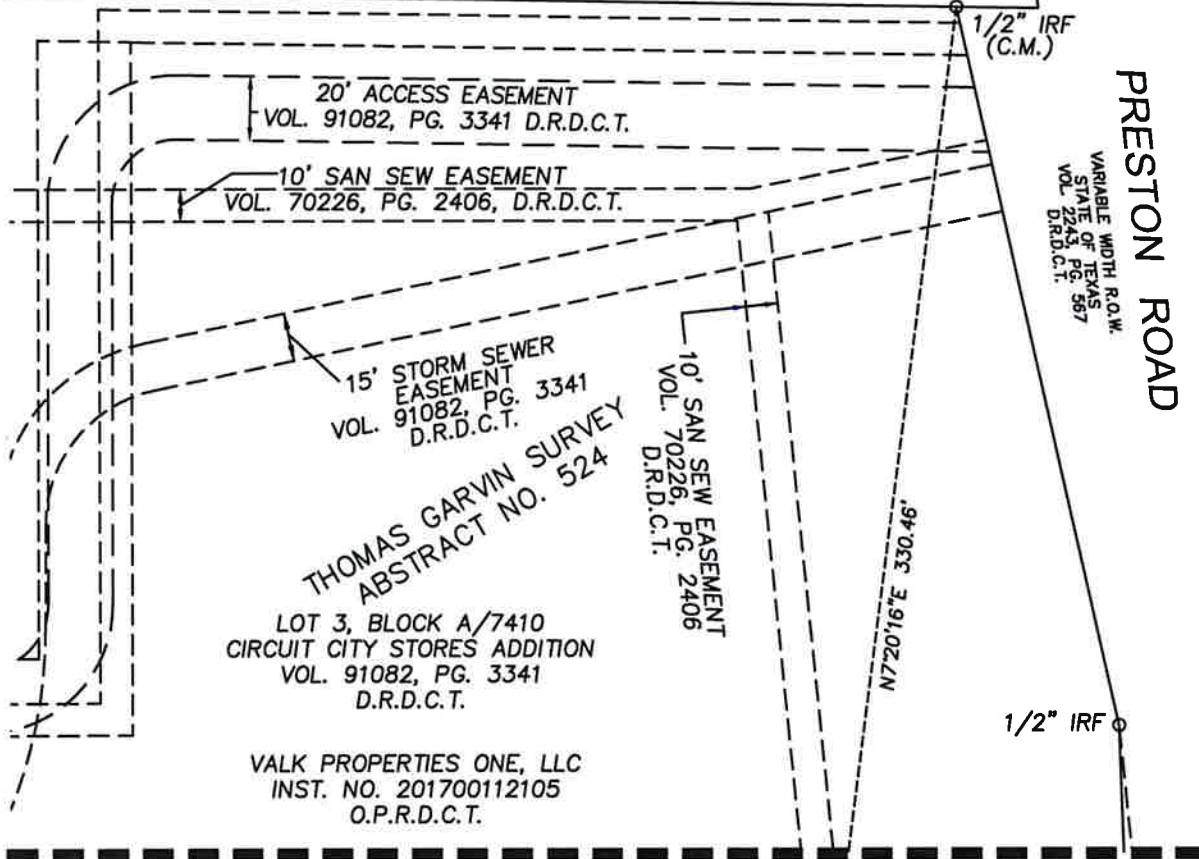 1/2" IRF
(C.M.)
PRESTON ROAD
VARIABLE WIDTH R.O.W.
STATE OF TEXAS
VOL. 2243, PG. 567
D.R.D.C.T.
20' ACCESS EASEMENT
VOL. 91082, PG. 3341 D.R.D.C.T.
10' SAN SEW EASEMENT
VOL. 70226, PG. 2406, D.R.D.C.T.
15' STORM SEWER
EASEMENT
VOL. 91082, PG. 3341
D.R.D.C.T.
10' SAN SEW EASEMENT
VOL. 70226, PG. 2406
D.R.D.C.T.
THOMAS GARVIN SURVEY
ABSTRACT NO. 524
N7°20'16"E 330.46'
LOT 3, BLOCK A/7410
CIRCUIT CITY STORES ADDITION
VOL. 91082, PG. 3341
D.R.D.C.T.
1/2" IRF
VALK PROPERTIES ONE, LLC
INST. NO. 201700112105
O.P.R.D.C.T.